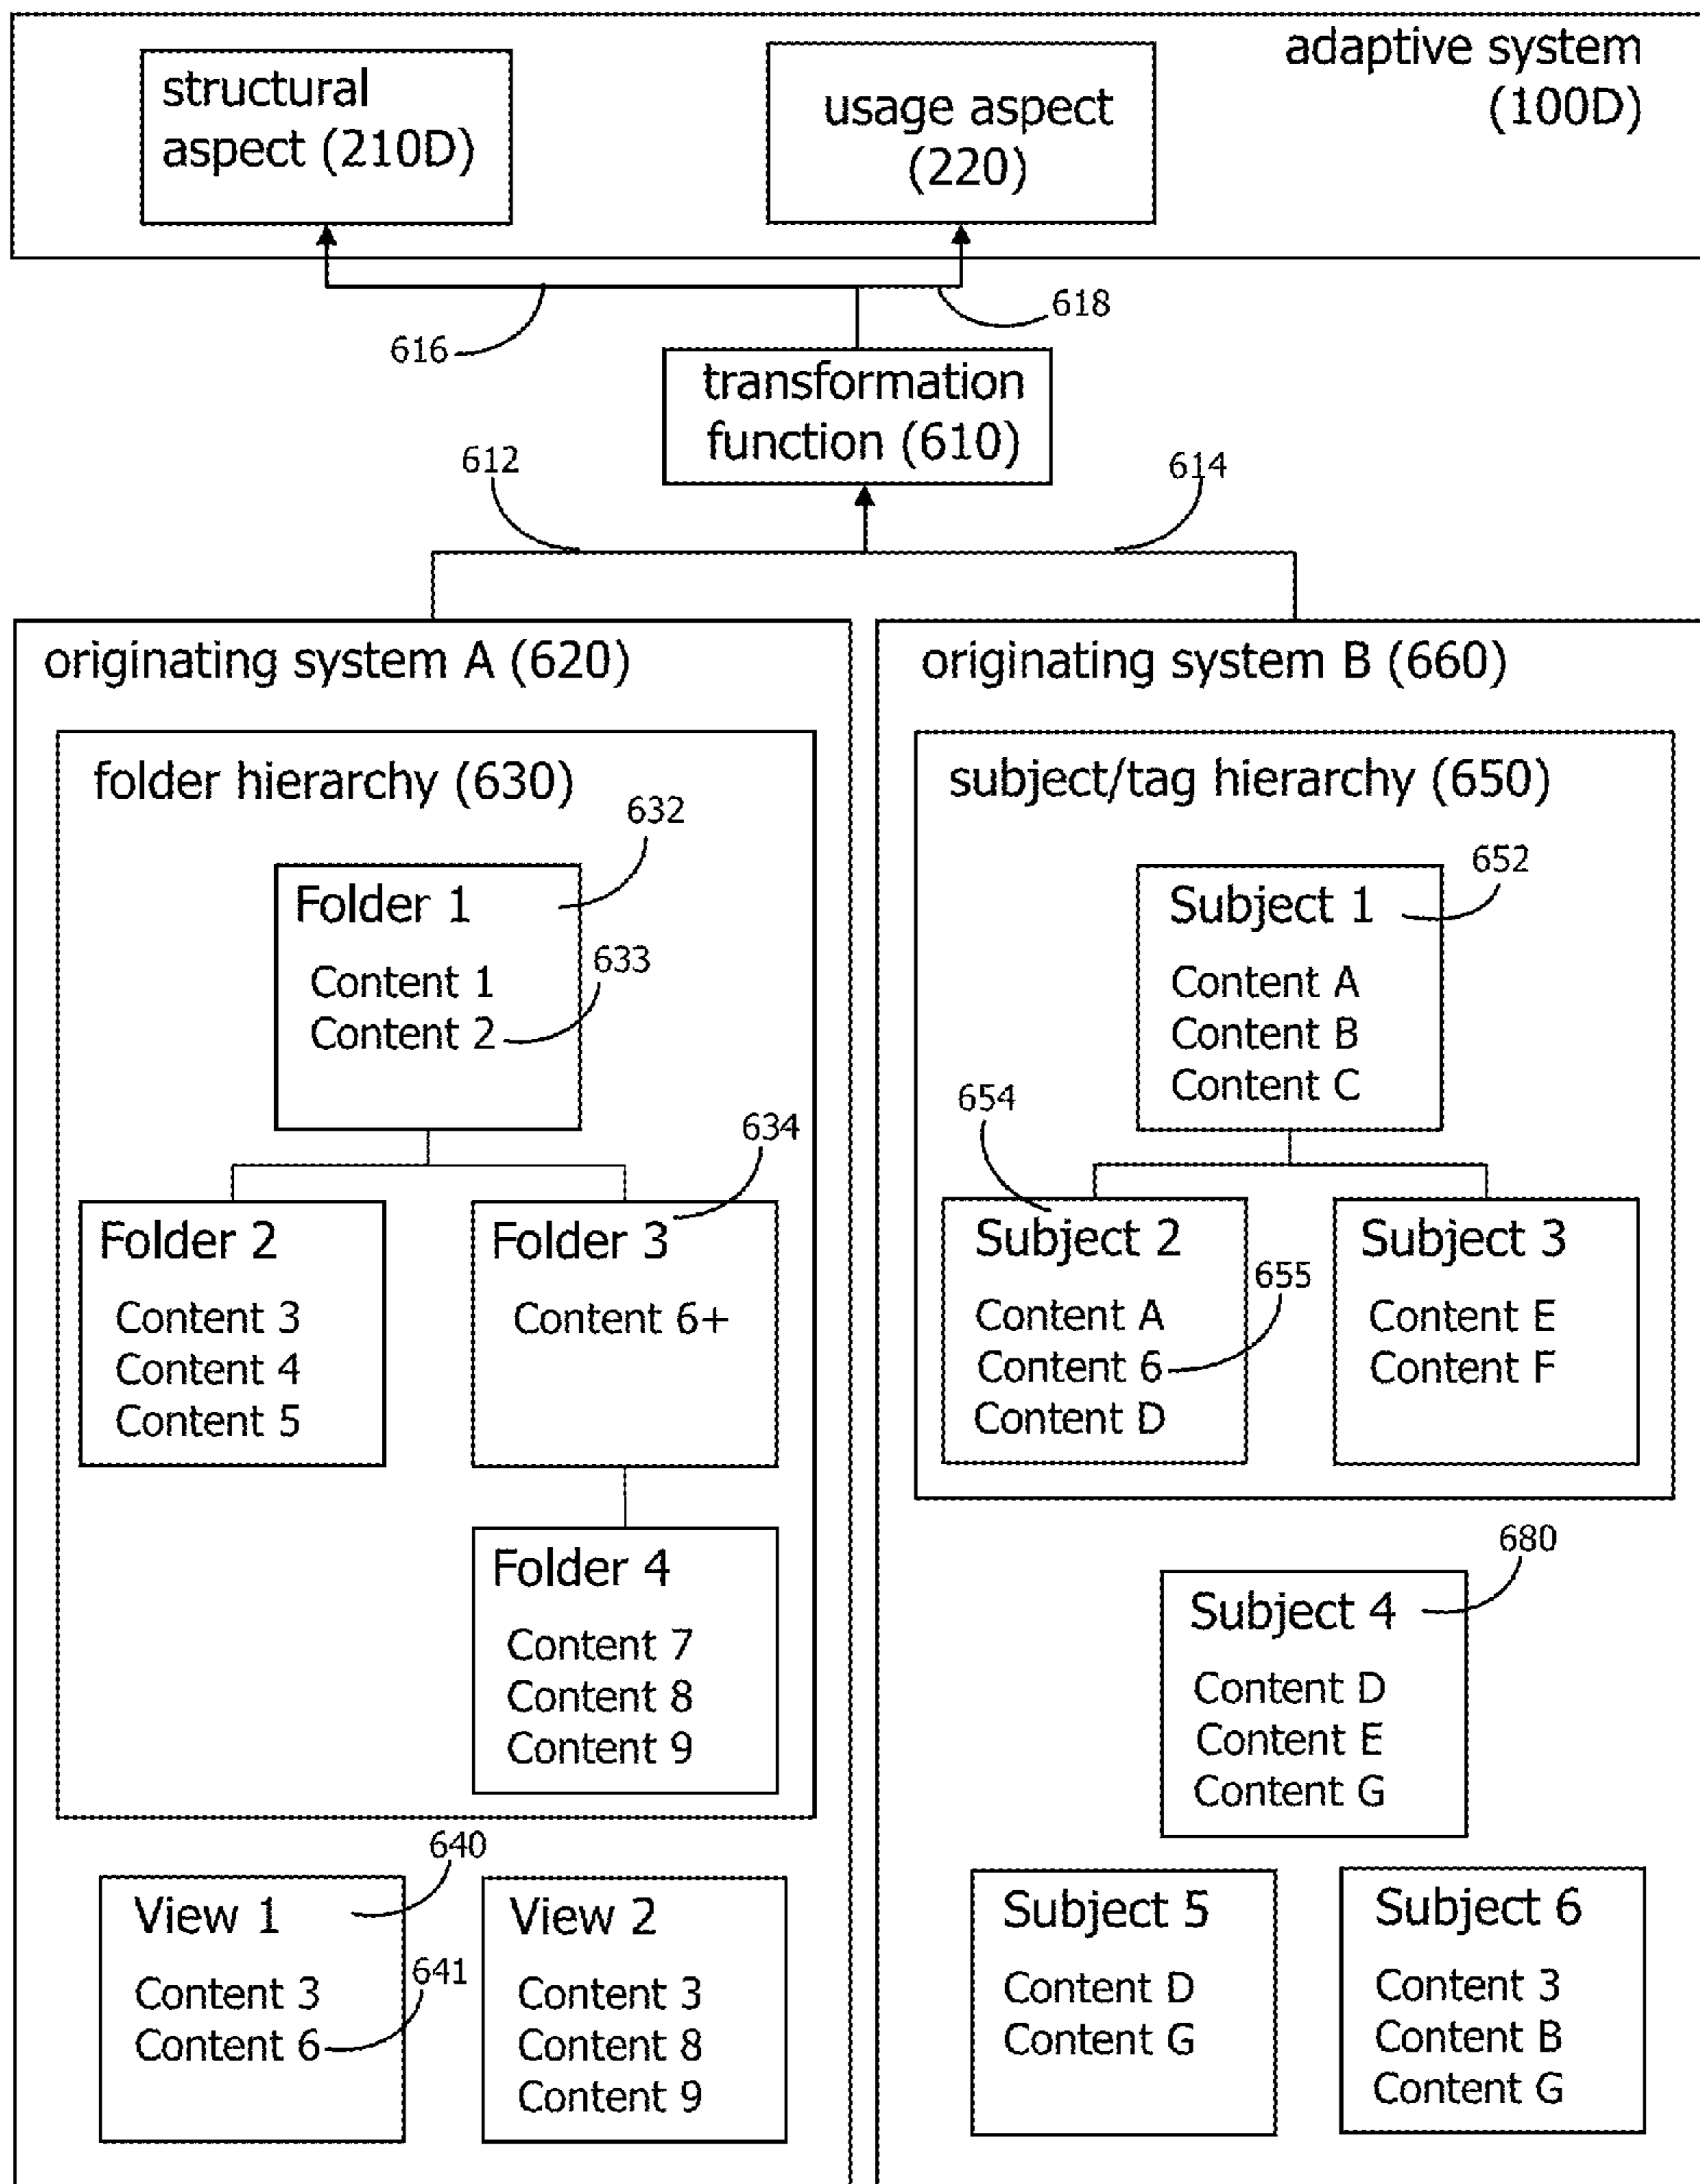 adaptive system
(100D)
structural
aspect (210D)
usage aspect
(220)
616
618
transformation
function (610)
612
614
originating system A (620)
folder hierarchy (630)
632
Folder 1
633
Content 1
Content 2
634
Folder 2
Content 3
Content 4
Content 5
Folder 3
Content 6+
Folder 4
Content 7
Content 8
Content 9
640
View 1
641
Content 3
Content 6
View 2
Content 3
Content 8
Content 9
originating system B (660)
subject/tag hierarchy (650)
652
Subject 1
Content A
Content B
Content C
654
Subject 2
655
Content A
Content 6
Content D
Subject 3
Content E
Content F
680
Subject 4
Content D
Content E
Content G
Subject 5
Content D
Content G
Subject 6
Content 3
Content B
Content G